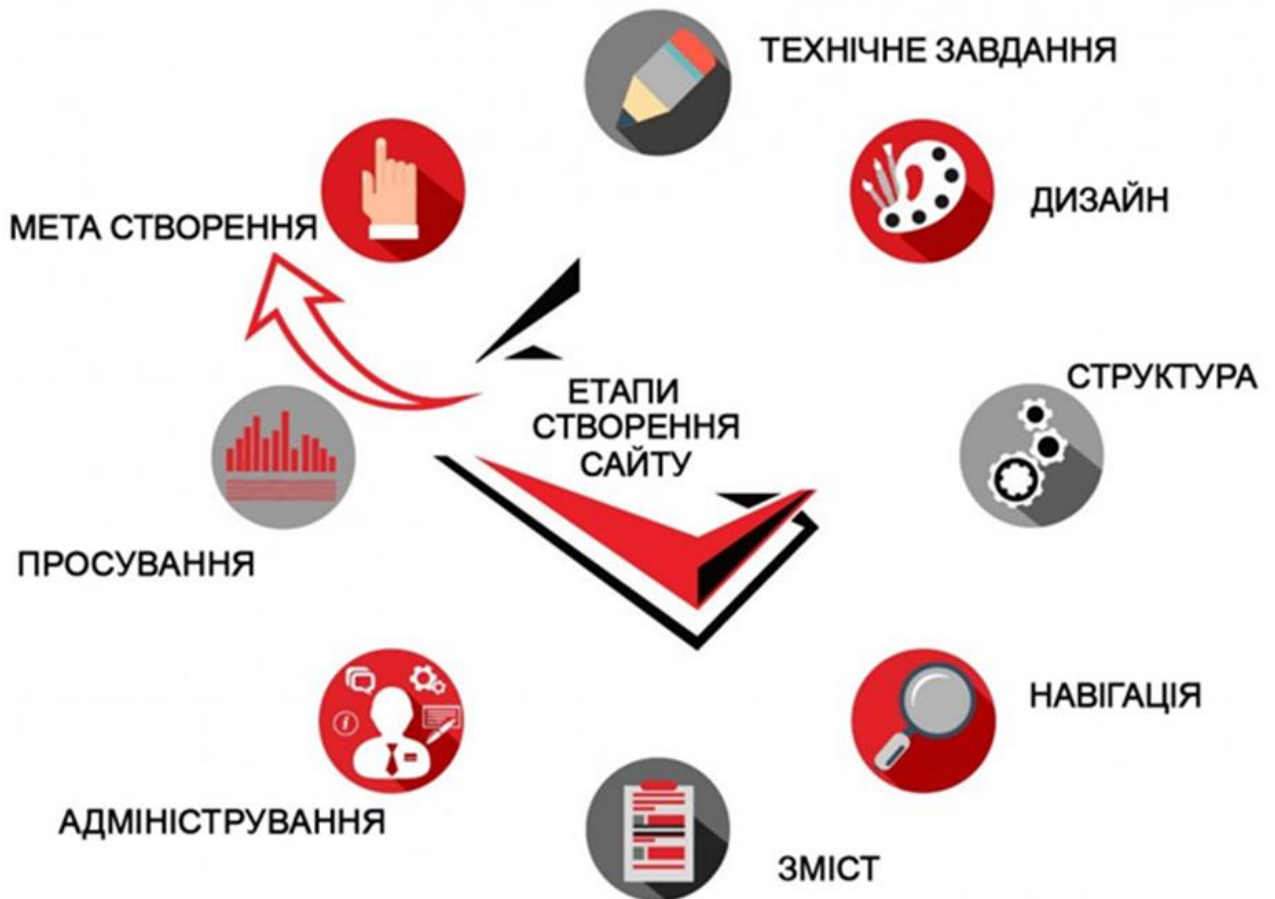 ТЕХНІЧНЕ ЗАВДАННЯ
ДИЗАЙН
МЕТА СТВОРЕННЯ
СТРУКТУРА
ЕТАПИ
СТВОРЕННЯ
САЙТУ
ПРОСУВАННЯ
НАВІГАЦІЯ
АДМІНІСТРУВАННЯ
ЗМІСТ